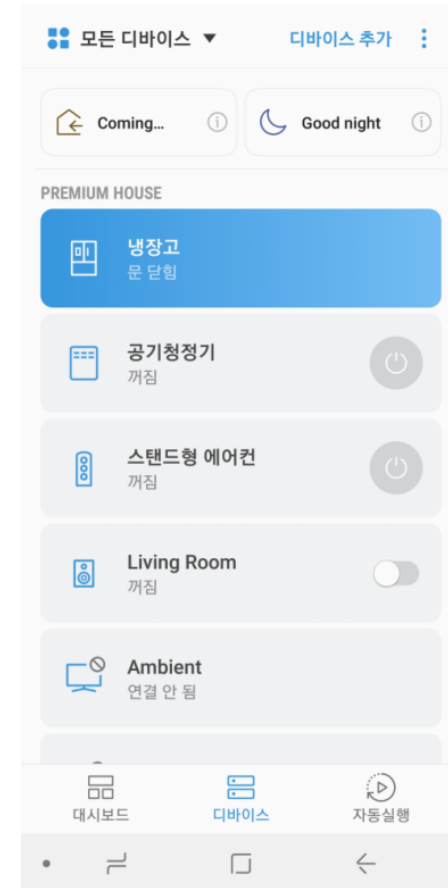 모든 디바이스 ▼
디바이스 추가
Coming...
Good night
PREMIUM HOUSE
냉장고
문 닫힘
공기청정기
꺼짐
스탠드형 에어컨
꺼짐
Living Room
꺼짐
Ambient
연결 안 됨
대시보드
디바이스
자동실행